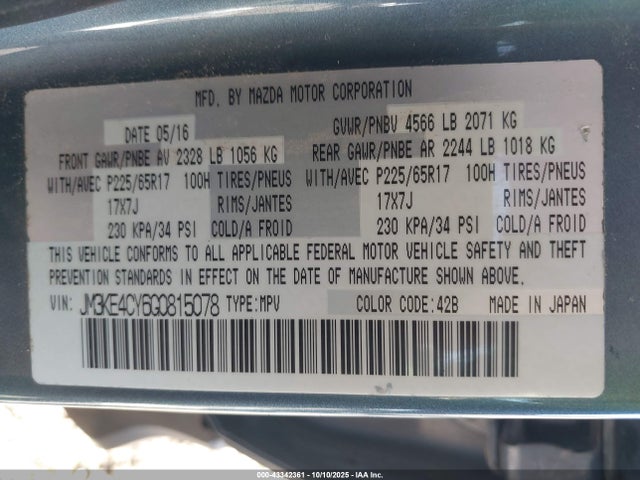 MFD. BY MAZDA MOTOR CORPORATION
DATE 05/16
GVWR/PNBV 4566 LB 2071 KG
FRONT GAWR/PNBE AV 2328 LB 1056 KG
REAR GAWR/PNBE AR 2244 LB 1018 KG
WITH/AVEC P225/65R17 100H TIRES/PNEUS
WITH/AVEC P225/65R17 100H TIRES/PNEUS
17X7J RIMS/JANTES
17X7J RIMS/JANTES
230 KPA/34 PSI COLD/A FROID
230 KPA/34 PSI COLD/A FROID
THIS VEHICLE CONFORMS TO ALL APPLICABLE FEDERAL MOTOR VEHICLE SAFETY AND THEFT
PREVENTION STANDARDS IN EFFECT ON THE DATE OF MANUFACTURE SHOWN ABOVE.
VIN: JM3KE4CY6G0815078 TYPE:MPV COLOR CODE:42B MADE IN JAPAN
000-43342361 - 10/10/2025 - IAA Inc.